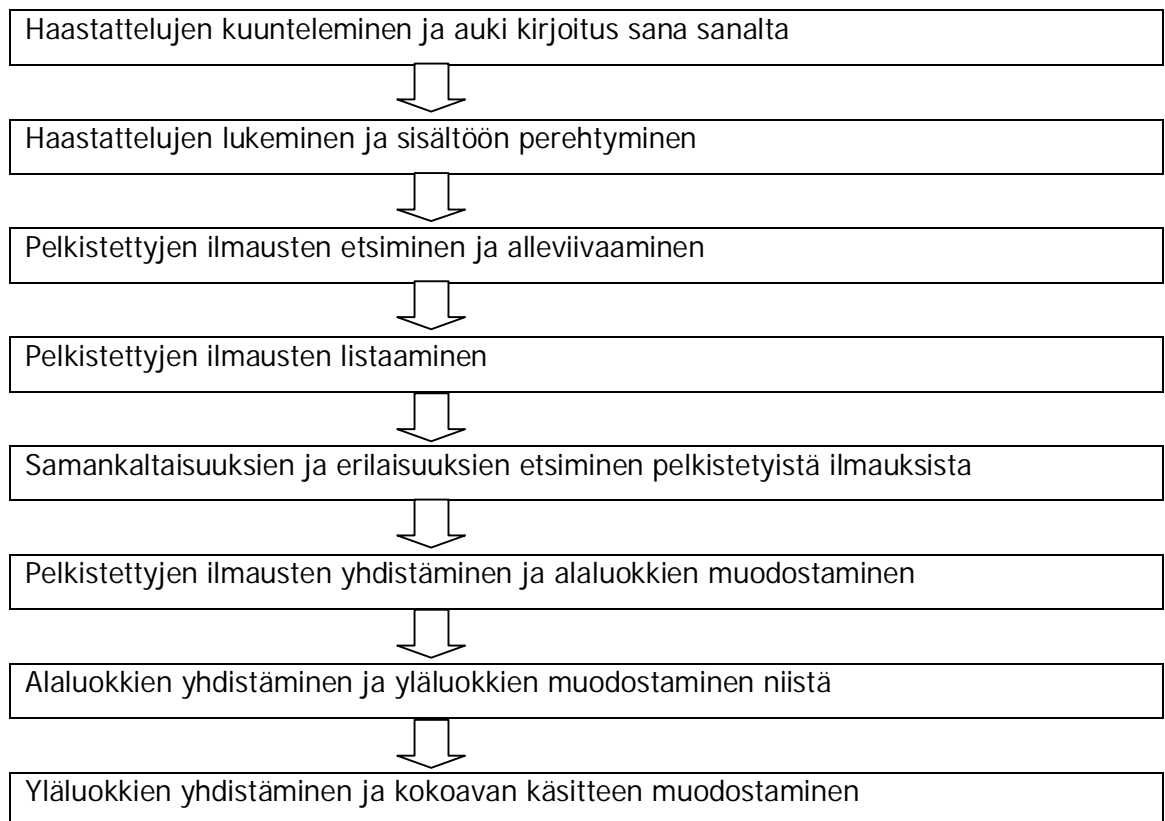 Haastattelujen kuunteleminen ja auki kirjoitus sana sanalta
Haastattelujen lukeminen ja sisältöön perehtyminen
Pelkistettyjen ilmausten etsiminen ja alleviivaaminen
Pelkistettyjen ilmausten listaaminen
Samankaltaisuuksien ja erilaisuuksien etsiminen pelkistetyistä ilmauksista
Pelkistettyjen ilmausten yhdistäminen ja alaluokkien muodostaminen
Alaluokkien yhdistäminen ja yläluokkien muodostaminen niistä
Yläluokkien yhdistäminen ja kokoavan käsitteen muodostaminen